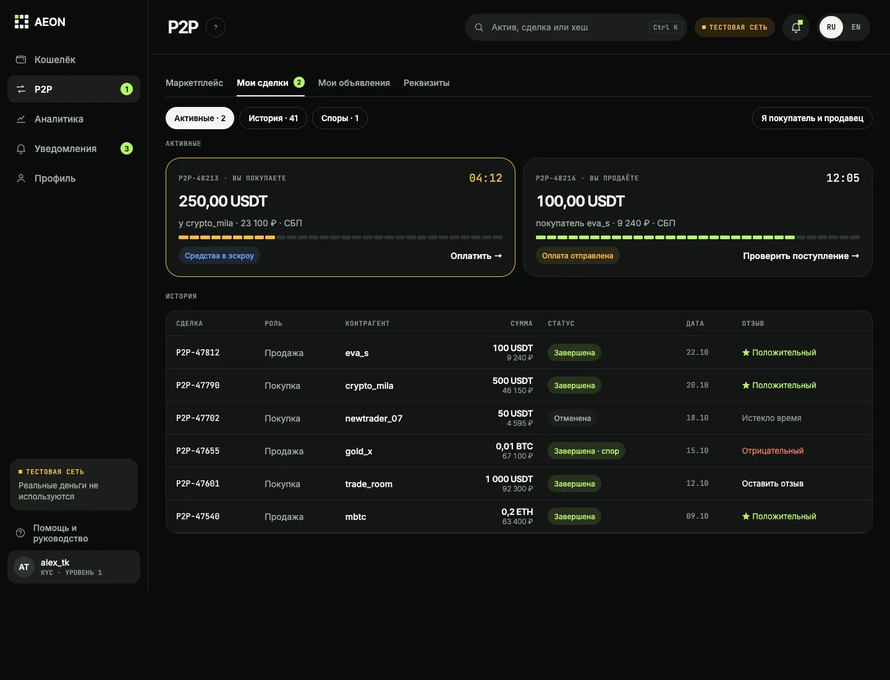 AEON
P2P
?
Актив, сделка или хеш
Ctrl K
ТЕСТОВАЯ СЕТЬ
RU
EN
Кошелёк
P2P
1
Аналитика
Уведомления
3
Профиль
Маркетплейс
Мои сделки
2
Мои объявления
Реквизиты
Активные · 2
История · 41
Споры · 1
Я покупатель и продавец
АКТИВНЫЕ
P2P-48213 · ВЫ ПОКУПАЕТЕ
04:12
250,00 USDT
у crypto_mila · 23 100 ₽ · СБП
Средства в эскроу
Оплатить →
P2P-48216 · ВЫ ПРОДАЁТЕ
12:05
100,00 USDT
покупатель eva_s · 9 240 ₽ · СБП
Оплата отправлена
Проверить поступление →
ИСТОРИЯ
СДЕЛКА РОЛЬ КОНТРАГЕНТ СУММА СТАТУС ДАТА ОТЗЫВ
P2P-47812 Продажа eva_s 100 USDT Завершена 22.10 ★ Положительный
9 240 ₽
P2P-47790 Покупка crypto_mila 500 USDT Завершена 20.10 ★ Положительный
46 150 ₽
P2P-47702 Покупка newtrader_07 50 USDT Отменена 18.10 Истекло время
4 595 ₽
P2P-47655 Продажа gold_x 0,01 BTC Завершена · спор 15.10 Отрицательный
67 100 ₽
P2P-47601 Покупка trade_room 1 000 USDT Завершена 12.10 Оставить отзыв
92 300 ₽
P2P-47540 Продажа mbtc 0,2 ETH Завершена 09.10 ★ Положительный
63 400 ₽
ТЕСТОВАЯ СЕТЬ
Реальные деньги не
используются
?
Помощь и
руководство
AT
alex_tk
KYC · УРОВЕНЬ 1